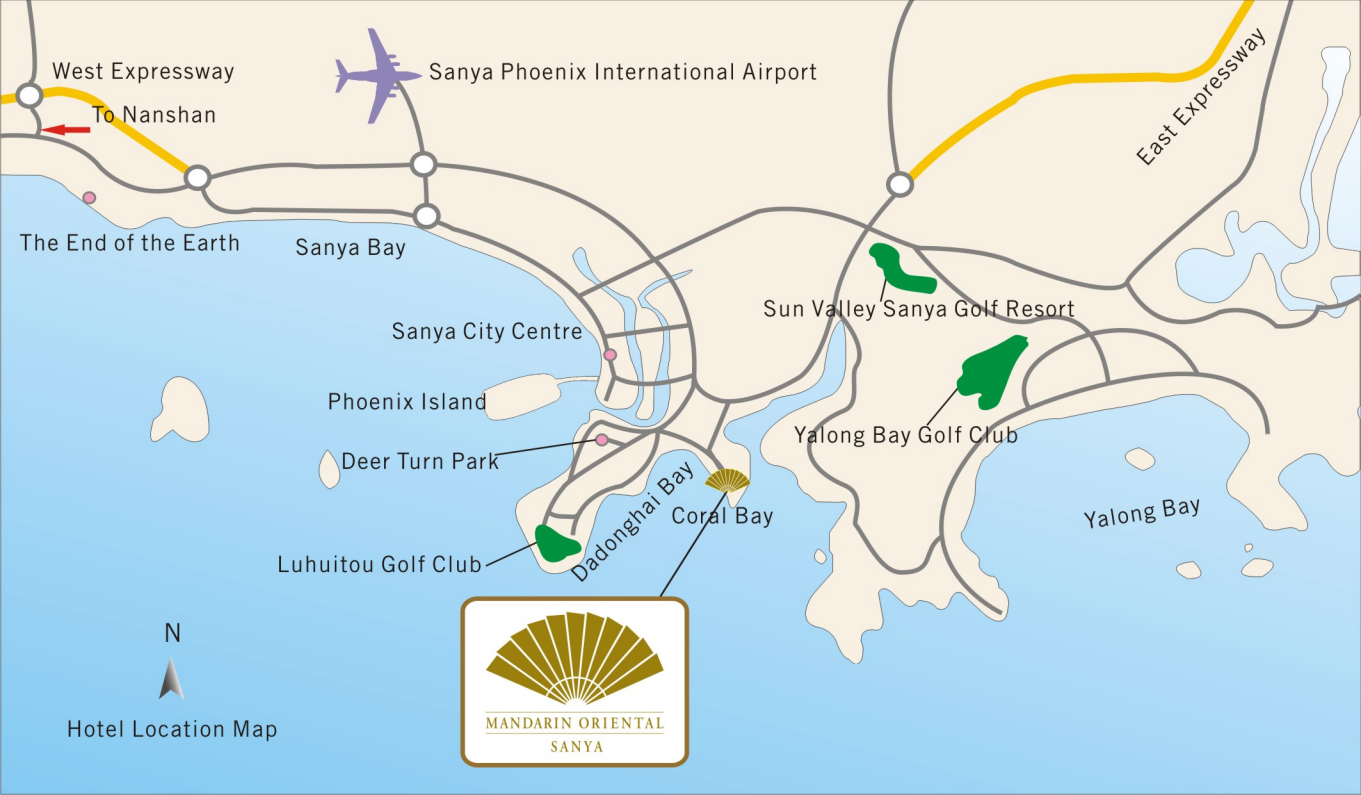 West Expressway
Sanya Phoenix International Airport
To Nanshan
East Expressway
The End of the Earth
Sanya Bay
Sun Valley Sanya Golf Resort
Sanya City Centre
Phoenix Island
Yalong Bay Golf Club
Deer Turn Park
Dadonghai Bay
Coral Bay
Yalong Bay
Luhuitou Golf Club
N
Hotel Location Map
MANDARIN ORIENTAL
SANYA